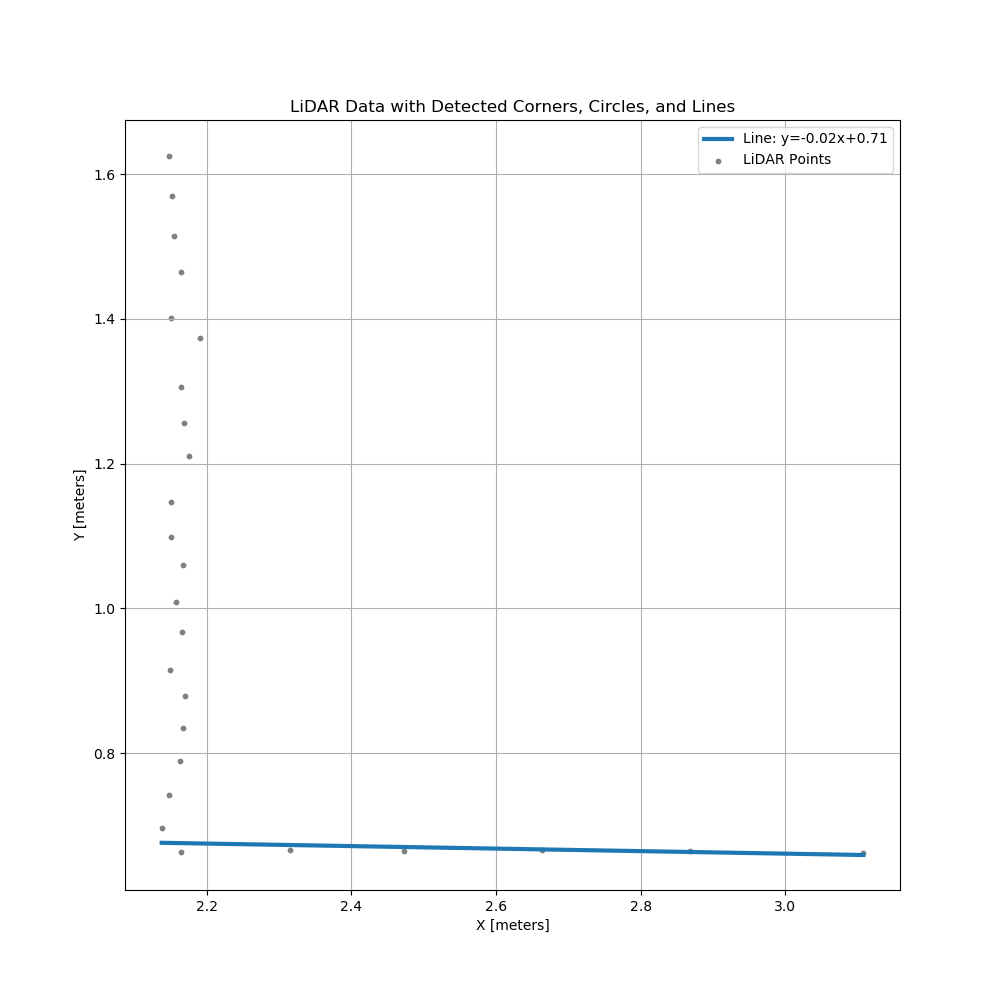 LiDAR Data with Detected Corners, Circles, and Lines
Line: y=-0.02x+0.71
LiDAR Points
1.6
1.4
1.2
1.0
0.8
Y [meters]
2.2 2.4 2.6 2.8 3.0
X [meters]